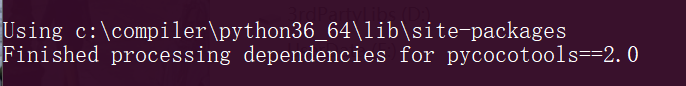 Using c:\compiler\python36_64\lib\site-packages
Finished processing dependencies for pycocotools==2.0